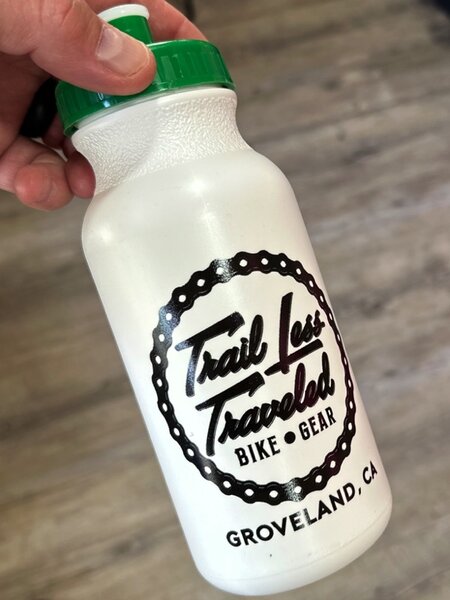 Trail Less
Traveled
BIKE • GEAR
GROVELAND, CA